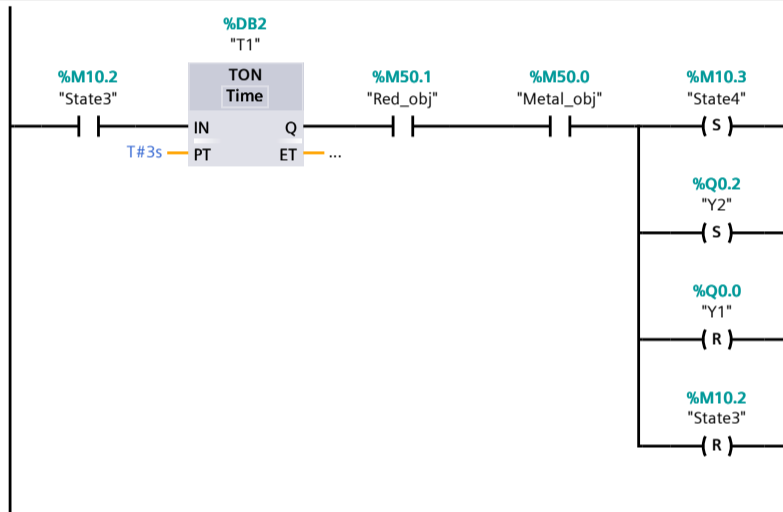 %DB2
"T1"
%M10.2
"State3"
TON
Time
%M50.1
"Red_obj"
%M50.0
"Metal_obj"
%M10.3
"State4"
IN
Q
S
T#3s
PT
ET
...
%Q0.2
"Y2"
S
%Q0.0
"Y1"
R
%M10.2
"State3"
R